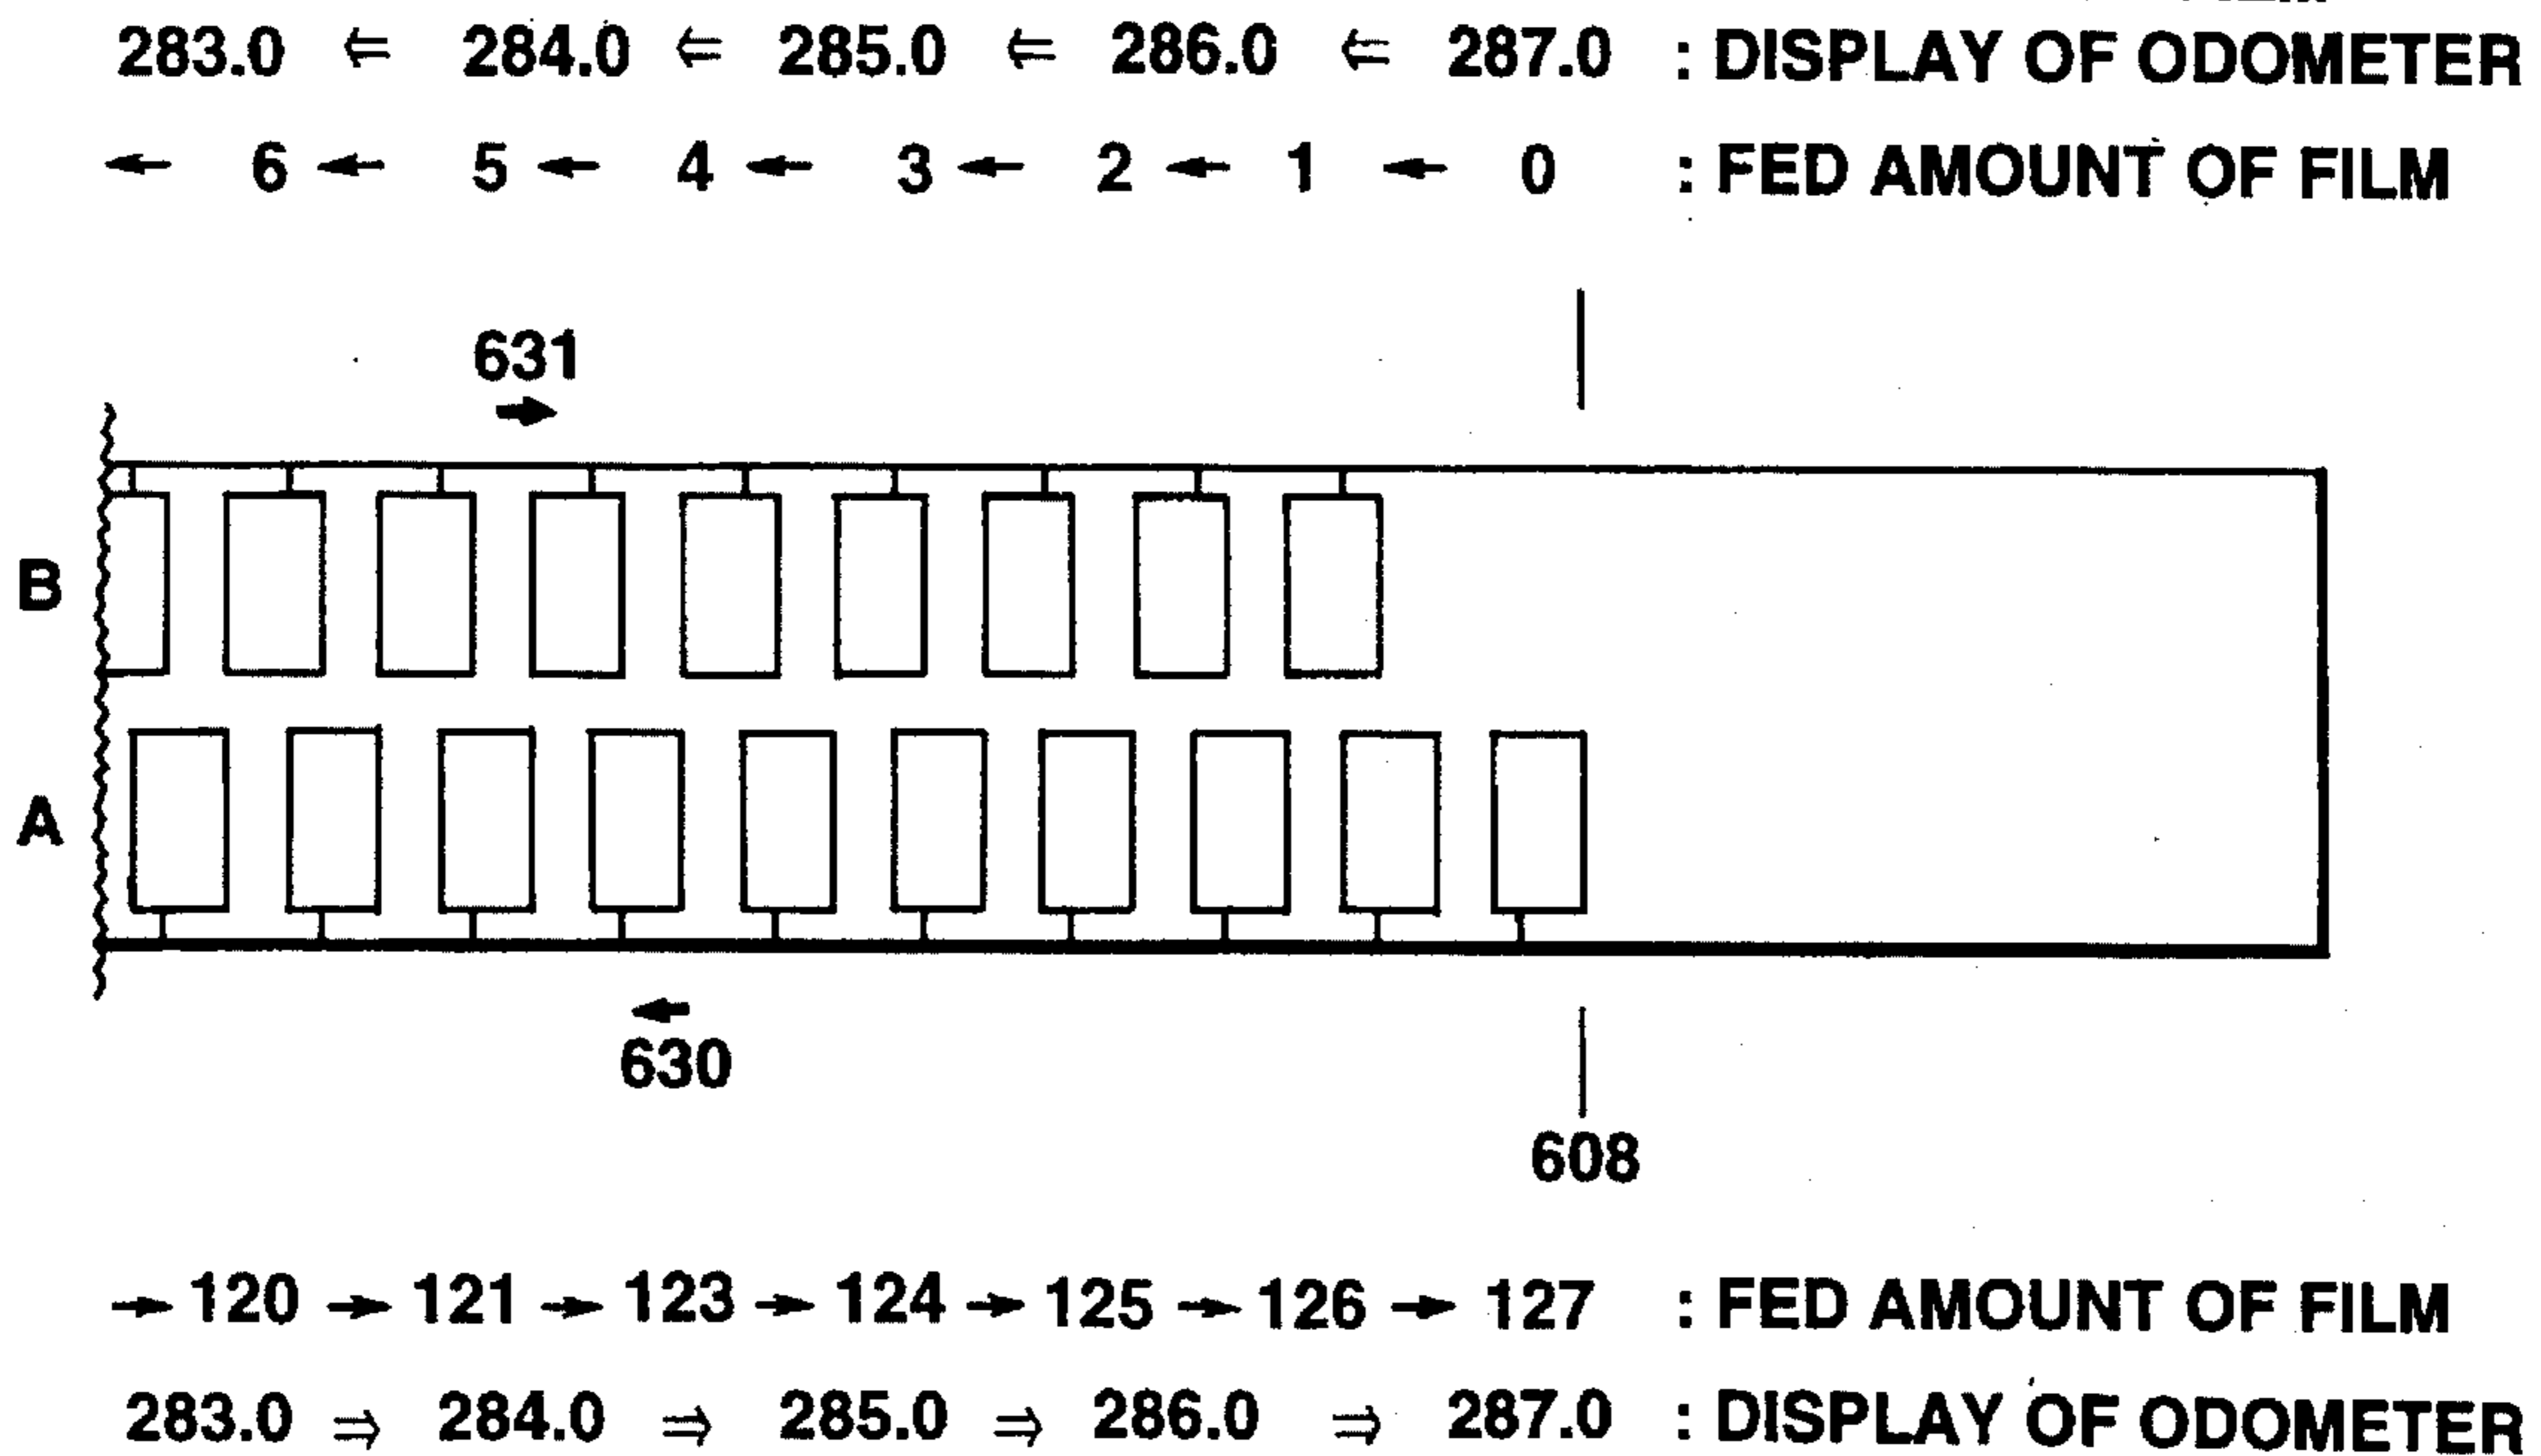 283.0 ⇐ 284.0 ⇐ 285.0 ⇐ 286.0 ⇐ 287.0 : DISPLAY OF ODOMETER
← 6 ← 5 ← 4 ← 3 ← 2 ← 1 ← 0 : FED AMOUNT OF FILM
631
B
A
630
608
→ 120 → 121 → 123 → 124 → 125 → 126 → 127 : FED AMOUNT OF FILM
283.0 ⇒ 284.0 ⇒ 285.0 ⇒ 286.0 ⇒ 287.0 : DISPLAY OF ODOMETER